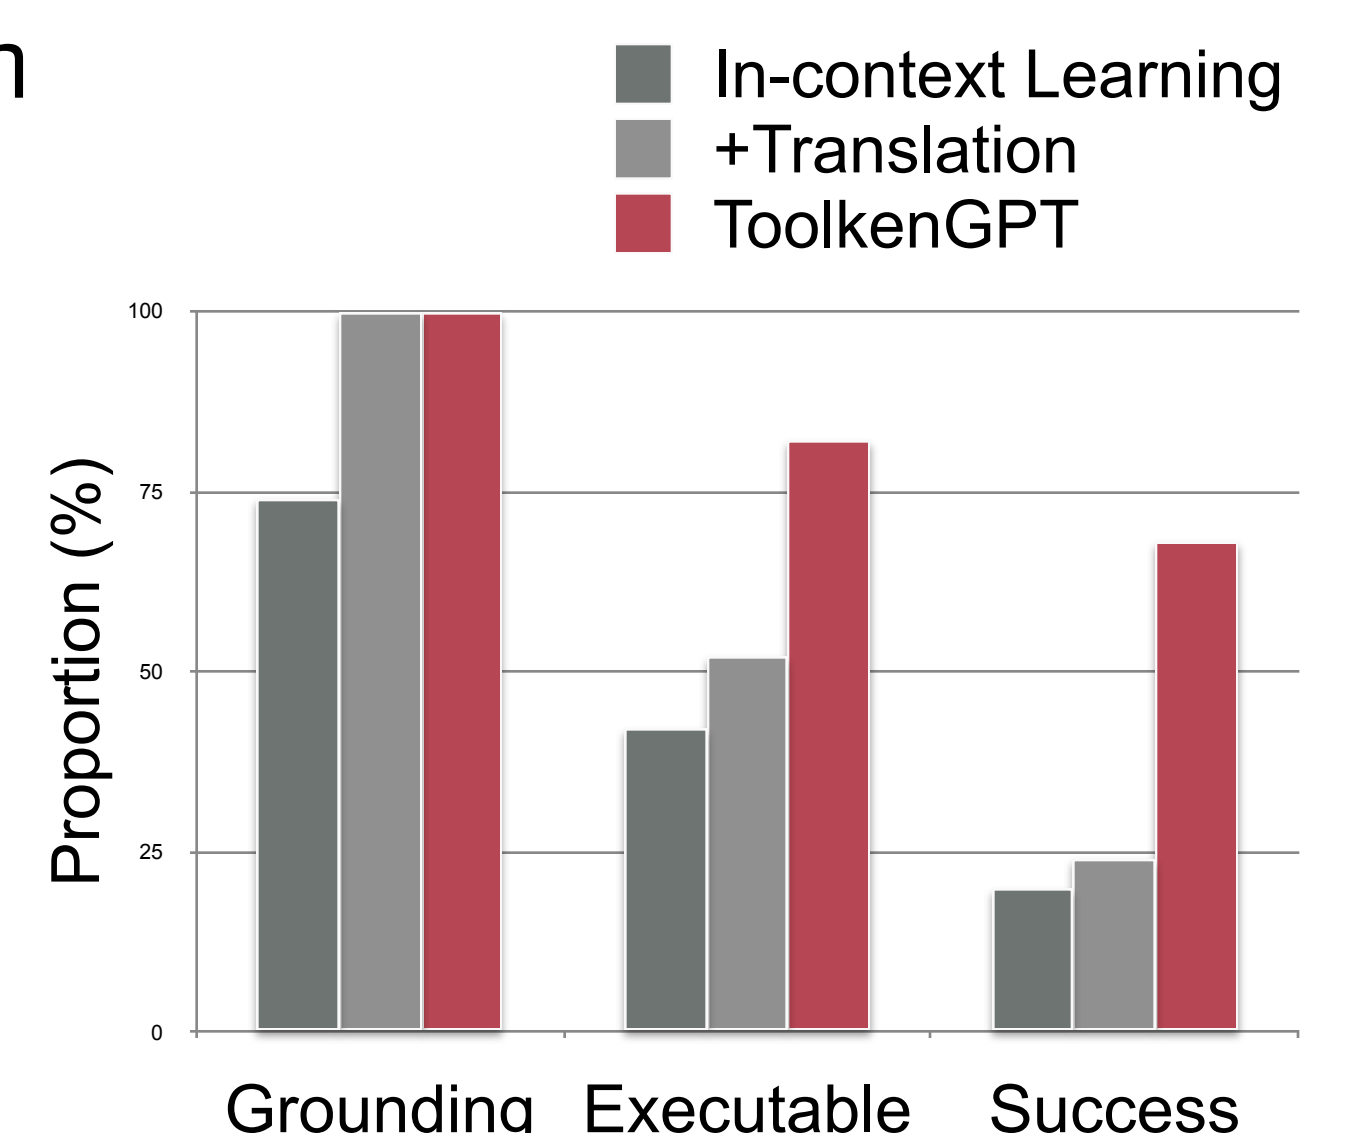 n
In-context Learning
+Translation
ToolkenGPT
100
75
50
25
0
Proportion (%)
Grounding Executable Success